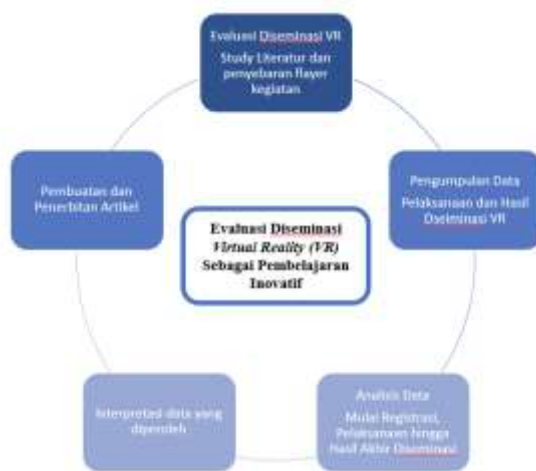 Evaluasi Diseminasi VR
Study Literatur dan
penyebaran flayer
kegiatan
Pengumpulan Data
Pelaksanaan dan Hasil
Dseiminasi VR
Analisis Data
Mulai Registrasi,
Pelaksanaan hingga
Hasil Akhir Diseminasi
Interpretasi data yang
diperoleh
Pembuatan dan
Penerbitan Artikel
Evaluasi Diseminasi
Virtual Reality (VR)
Sebagai Pembelajaran
Inovatif